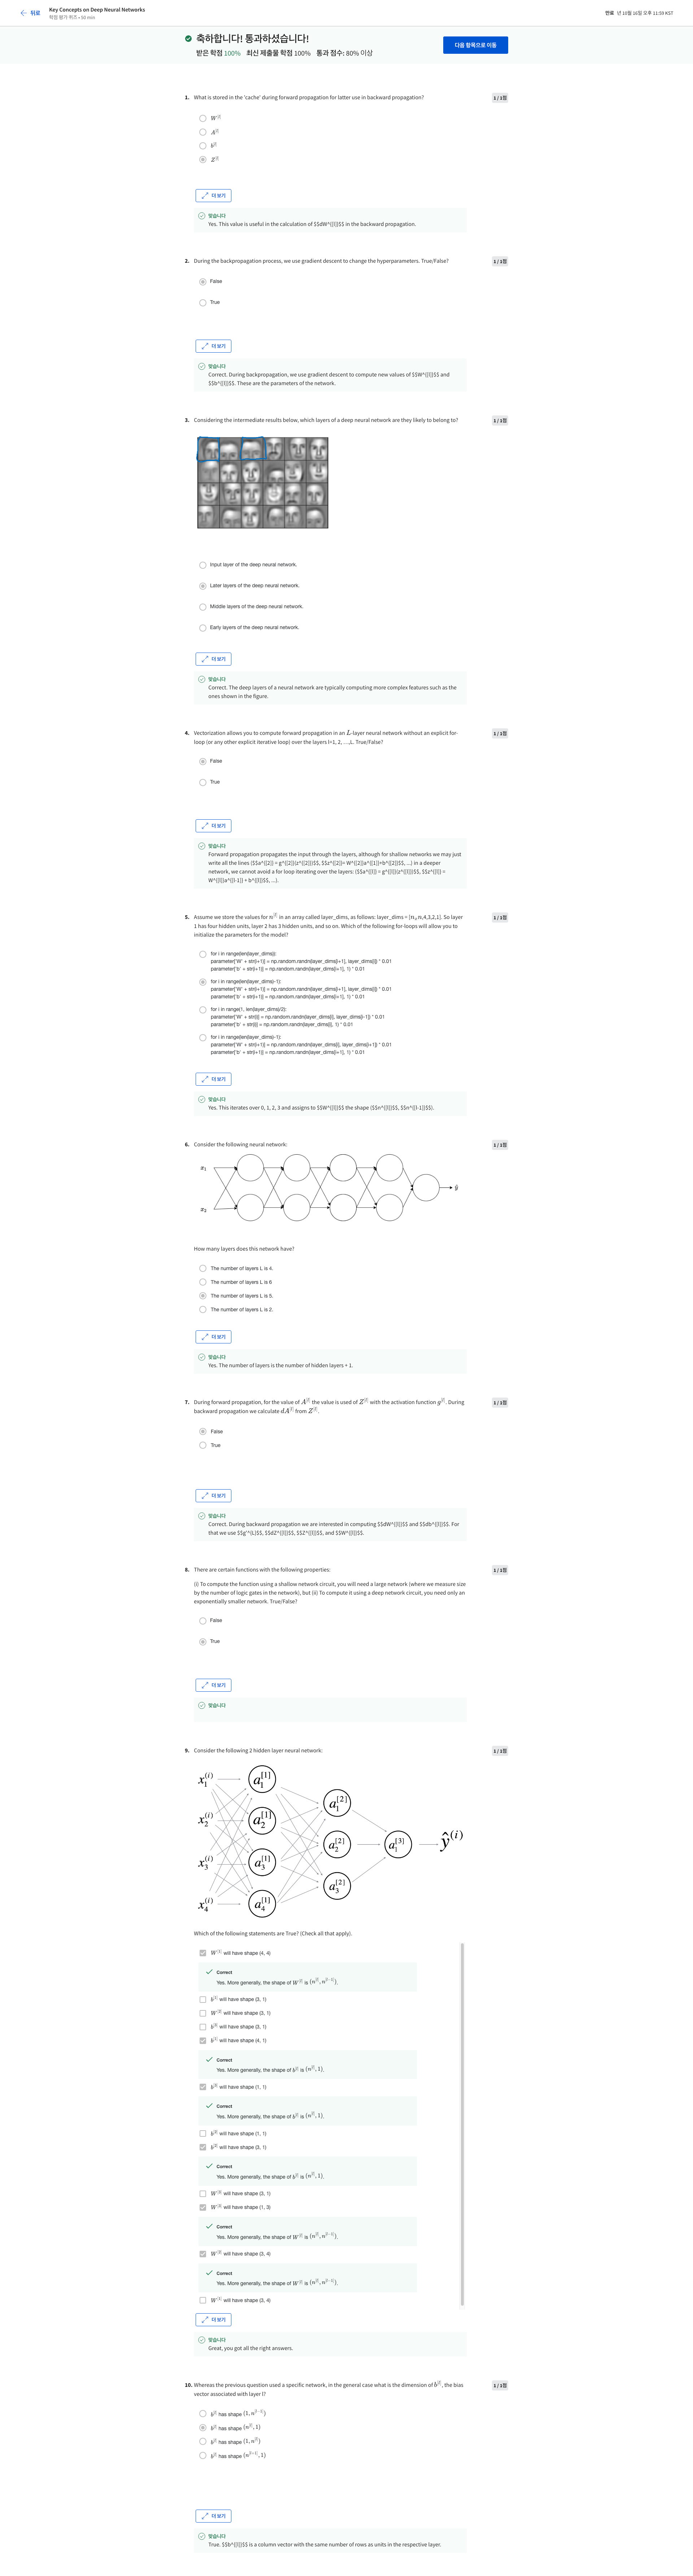 뒤로
Key Concepts on Deep Neural Networks
채점 평가 퀴즈 • 50 min
만료 년 10월 16일 오후 11:59 KST
축하합니다! 통과하셨습니다!
받은 학점 100% 최신 제출물 학점 100% 통과 점수: 80% 이상
다음 항목으로 이동
1. What is stored in the 'cache' during forward propagation for latter use in backward propagation?
1 / 1점
W^[l]
A^[l]
b^[l]
Z^[l]
더 보기
맞습니다
Yes. This value is useful in the calculation of $$dW^{[l]}$$ in the backward propagation.
2. During the backpropagation process, we use gradient descent to change the hyperparameters. True/False?
1 / 1점
False
True
더 보기
맞습니다
Correct. During backpropagation, we use gradient descent to compute new values of $$W^{[l]}$$ and
$$b^{[l]}$$. These are the parameters of the network.
3. Considering the intermediate results below, which layers of a deep neural network are they likely to belong to?
1 / 1점
Input layer of the deep neural network.
Later layers of the deep neural network.
Middle layers of the deep neural network.
Early layers of the deep neural network.
더 보기
맞습니다
Correct. The deep layers of a neural network are typically computing more complex features such as the
ones shown in the figure.
4. Vectorization allows you to compute forward propagation in an L-layer neural network without an explicit for-
loop (or any other explicit iterative loop) over the layers l=1, 2, …,L. True/False?
1 / 1점
False
True
더 보기
맞습니다
Forward propagation propagates the input through the layers, although for shallow networks we may just
write all the lines ($$a^{[2]} = g^{[2]}(z^{[2]})$$, $$z^{[2]}= W^{[2]}a^{[1]}+b^{[2]}$$, ...) in a deeper
network, we cannot avoid a for loop iterating over the layers: ($$a^{[l]} = g^{[l]}(z^{[l]})$$, $$z^{[l]} =
W^{[l]}a^{[l-1]} + b^{[l]}$$, ...).
5. Assume we store the values for n^[l] in an array called layer_dims, as follows: layer_dims = [n_x,4,3,2,1]. So layer
1 has four hidden units, layer 2 has 3 hidden units, and so on. Which of the following for-loops will allow you to
initialize the parameters for the model?
1 / 1점
for i in range(len(layer_dims)):
parameter['W' + str(i+1)] = np.random.randn(layer_dims[i+1], layer_dims[i]) * 0.01
parameter['b' + str(i+1)] = np.random.randn(layer_dims[i+1], 1) * 0.01
for i in range(len(layer_dims)-1):
parameter['W' + str(i+1)] = np.random.randn(layer_dims[i+1], layer_dims[i]) * 0.01
parameter['b' + str(i+1)] = np.random.randn(layer_dims[i+1], 1) * 0.01
for i in range(1, len(layer_dims)/2):
parameter['W' + str(i)] = np.random.randn(layer_dims[i], layer_dims[i-1]) * 0.01
parameter['b' + str(i)] = np.random.randn(layer_dims[i], 1) * 0.01
for i in range(len(layer_dims)-1):
parameter['W' + str(i+1)] = np.random.randn(layer_dims[i], layer_dims[i+1]) * 0.01
parameter['b' + str(i+1)] = np.random.randn(layer_dims[i+1], 1) * 0.01
더 보기
맞습니다
Yes. This iterates over 0, 1, 2, 3 and assigns to $$W^{[l]}$$ the shape ($$n^{[l]}$$, $$n^{[l-1]}$$).
6. Consider the following neural network:
1 / 1점
x₁
x₂
ŷ
How many layers does this network have?
The number of layers L is 4.
The number of layers L is 6
The number of layers L is 5.
The number of layers L is 2.
더 보기
맞습니다
Yes. The number of layers is the number of hidden layers + 1.
7. During forward propagation, for the value of A^[l] the value is used of Z^[l] with the activation function g^[l]. During
backward propagation we calculate dA^[l] from Z^[l].
1 / 1점
False
True
더 보기
맞습니다
Correct. During backward propagation we are interested in computing $$dW^{[l]}$$ and $$db^{[l]}$$. For
that we use $$g'^{L}$$, $$dZ^{[l]}$$, $$Z^{[l]}$$, and $$W^{[l]}$$.
8. There are certain functions with the following properties:
1 / 1점
(i) To compute the function using a shallow network circuit, you will need a large network (where we measure size
by the number of logic gates in the network), but (ii) To compute it using a deep network circuit, you need only an
exponentially smaller network. True/False?
False
True
더 보기
맞습니다
9. Consider the following 2 hidden layer neural network:
1 / 1점
x₁^(i)
x₂^(i)
x₃^(i)
x₄^(i)
a₁^[1]
a₂^[1]
a₃^[1]
a₄^[1]
a₁^[2]
a₂^[2]
a₃^[2]
a₁^[3]
ŷ^(i)
Which of the following statements are True? (Check all that apply).
W^[1] will have shape (4, 4)
Correct
Yes. More generally, the shape of W^[l] is (n^[l], n^[l−1]).
b^[1] will have shape (3, 1)
W^[2] will have shape (3, 1)
b^[3] will have shape (3, 1)
b^[1] will have shape (4, 1)
Correct
Yes. More generally, the shape of b^[l] is (n^[l], 1).
b^[3] will have shape (1, 1)
Correct
Yes. More generally, the shape of b^[l] is (n^[l], 1).
b^[2] will have shape (1, 1)
b^[2] will have shape (3, 1)
Correct
Yes. More generally, the shape of b^[l] is (n^[l], 1).
W^[3] will have shape (3, 1)
W^[3] will have shape (1, 3)
Correct
Yes. More generally, the shape of W^[l] is (n^[l], n^[l−1]).
W^[2] will have shape (3, 4)
Correct
Yes. More generally, the shape of W^[l] is (n^[l], n^[l−1]).
W^[1] will have shape (3, 4)
더 보기
맞습니다
Great, you got all the right answers.
10. Whereas the previous question used a specific network, in the general case what is the dimension of b^[l], the bias
vector associated with layer l?
1 / 1점
b^[l] has shape (1, n^[l−1])
b^[l] has shape (n^[l], 1)
b^[l] has shape (1, n^[l])
b^[l] has shape (n^[l+1], 1)
더 보기
맞습니다
True. $$b^{[l]}$$ is a column vector with the same number of rows as units in the respective layer.